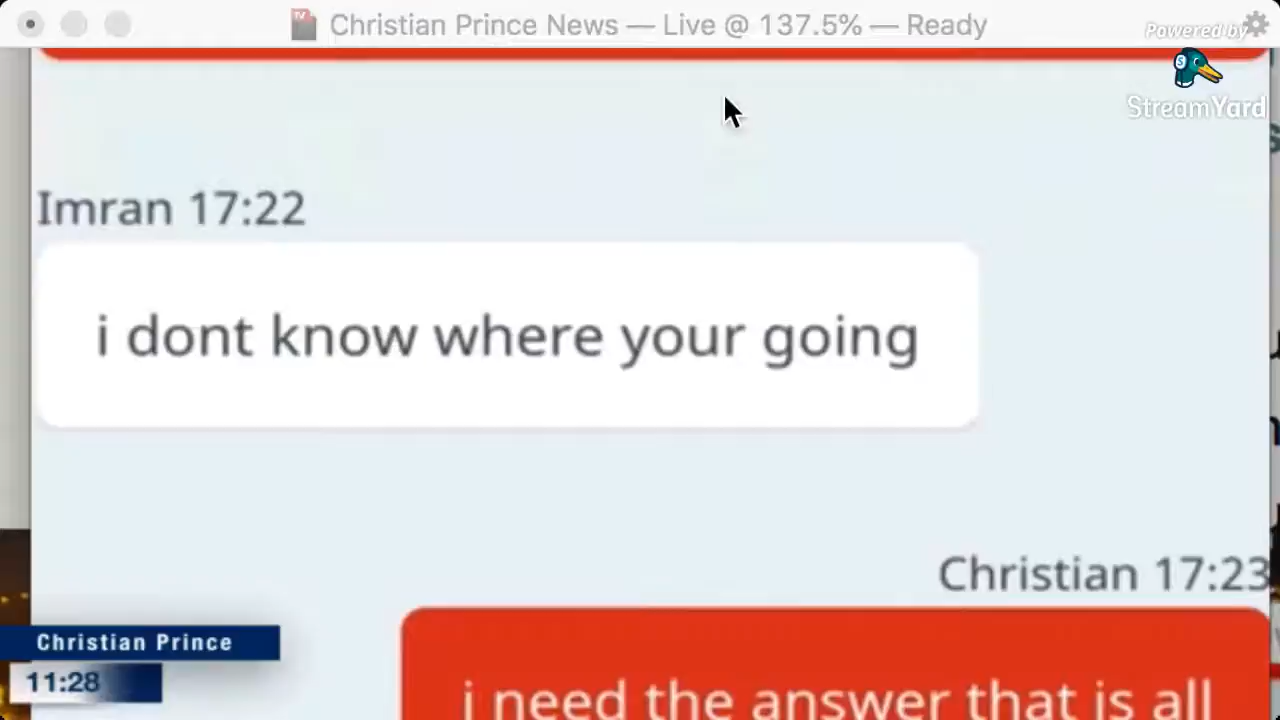 Christian Prince News — Live @ 137.5% — Ready
Powered by
StreamYard
Imran 17:22
i dont know where your going
Christian 17:23
i need the answer that is all
Christian Prince
11:28